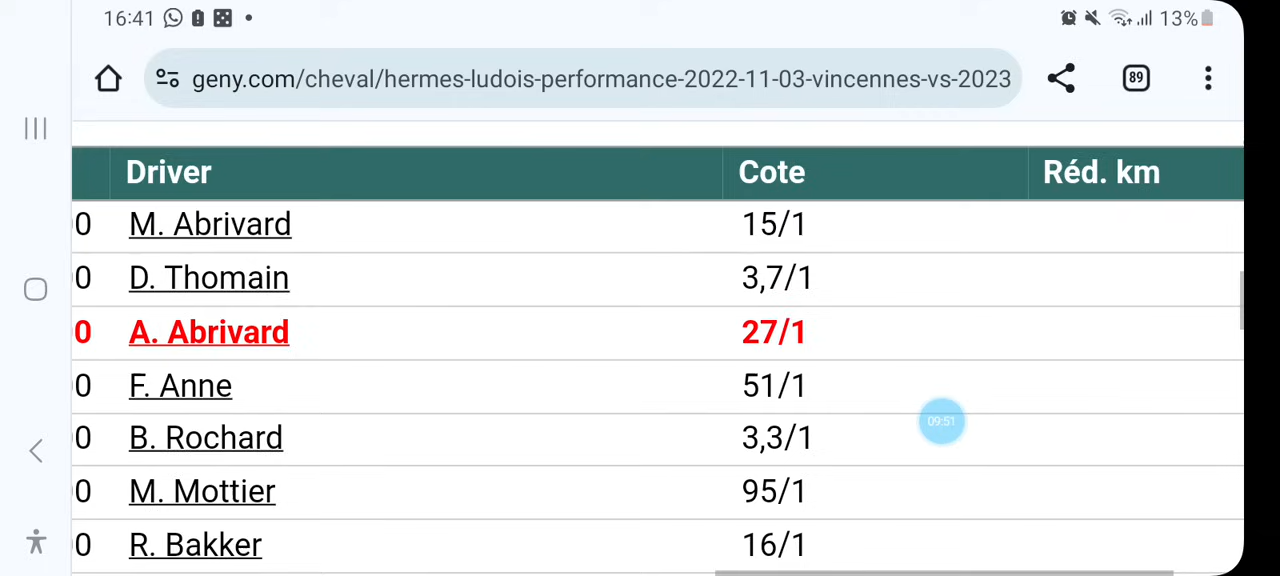 16:41 13%
geny.com/cheval/hermes-ludois-performance-2022-11-03-vincennes-vs-2023 89
Driver Cote Réd. km
0 M. Abrivard 15/1
0 D. Thomain 3,7/1
0 A. Abrivard 27/1
0 F. Anne 51/1
09:51
0 B. Rochard 3,3/1
0 M. Mottier 95/1
0 R. Bakker 16/1